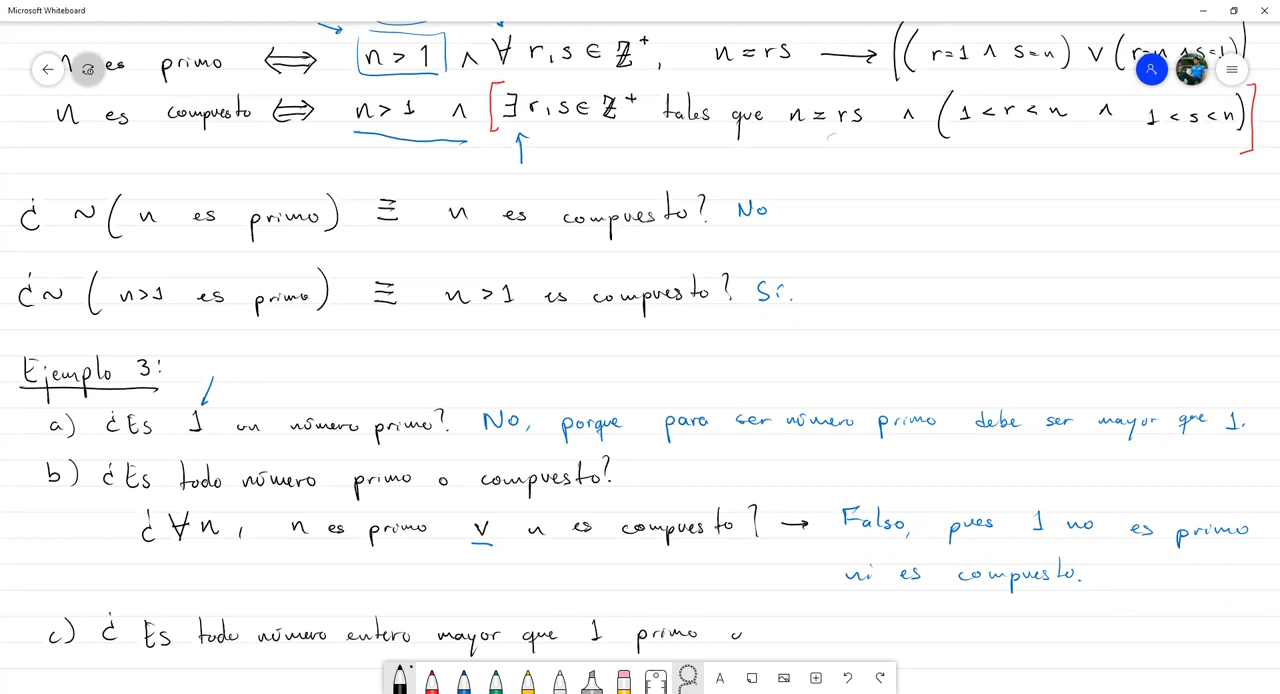 Microsoft Whiteboard
n es primo ⟺ n > 1 ∧ ∀ r,s ∈ ℤ⁺, n = rs ⟶ ((r=1 ∧ s=n) ∨ (r=n ∧ s=1))
n es compuesto ⟺ n > 1 ∧ [∃ r,s ∈ ℤ⁺ tales que n = rs ∧ (1 < r < n ∧ 1 < s < n)]
¿ ~(n es primo) ≡ n es compuesto? No
¿ ~(n>1 es primo) ≡ n > 1 es compuesto? Sí.
Ejemplo 3:
a) ¿Es 1 un número primo? No, porque para ser número primo debe ser mayor que 1.
b) ¿Es todo número primo o compuesto?
¿ ∀n, n es primo ∨ n es compuesto? → Falso, pues 1 no es primo
ni es compuesto.
c) ¿ Es todo número entero mayor que 1 primo o
A